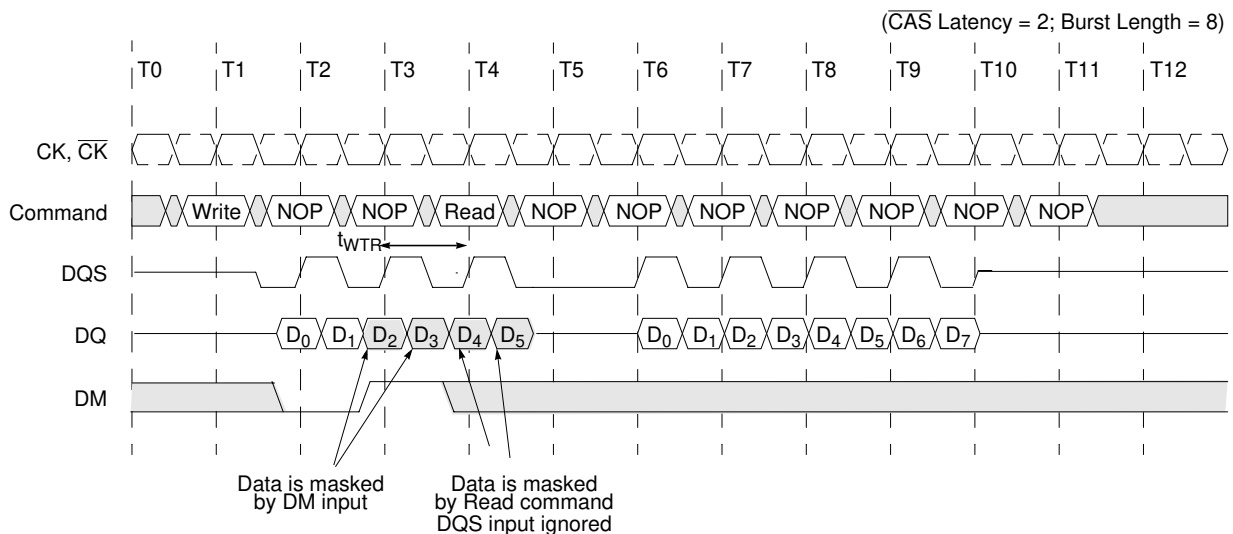 (CAS Latency = 2; Burst Length = 8)
T0 T1 T2 T3 T4 T5 T6 T7 T8 T9 T10 T11 T12
CK, CK
Command Write NOP NOP Read NOP NOP NOP NOP NOP NOP NOP
tWTR
DQS
DQ D0 D1 D2 D3 D4 D5 D0 D1 D2 D3 D4 D5 D6 D7
DM
Data is masked
by DM input
Data is masked
by Read command
DQS input ignored